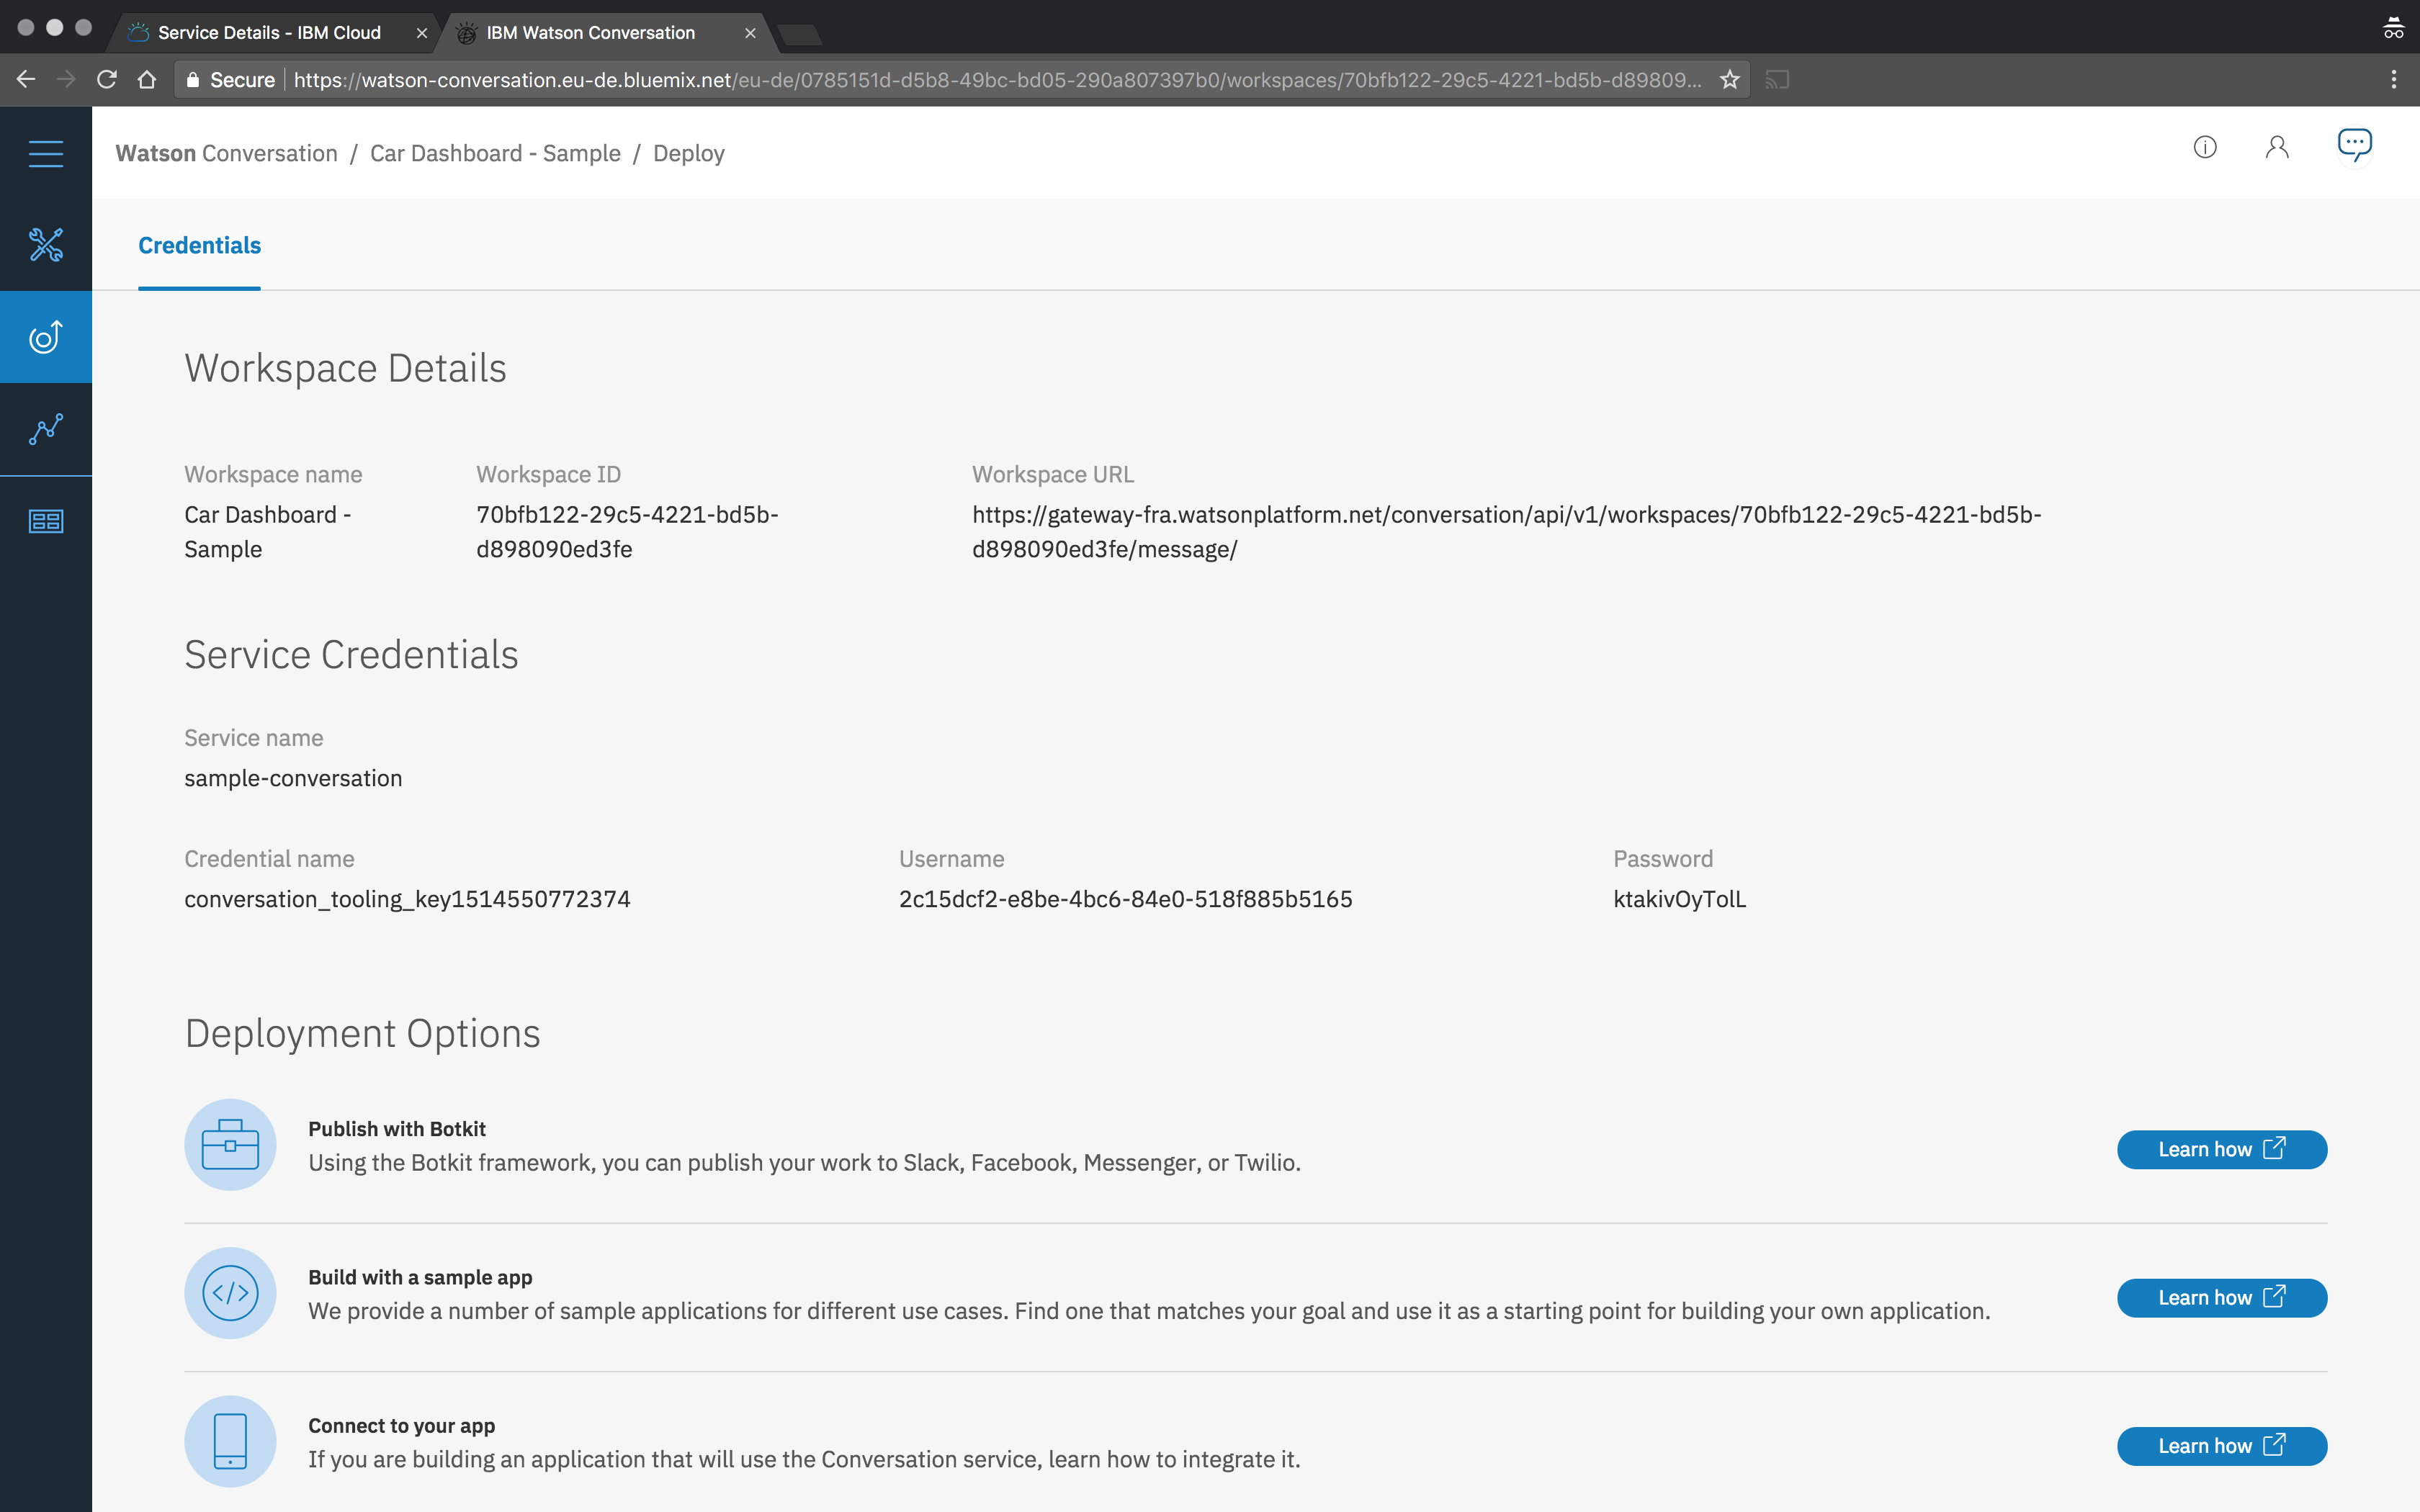 Service Details - IBM Cloud
IBM Watson Conversation
Secure https://watson-conversation.eu-de.bluemix.net/eu-de/0785151d-d5b8-49bc-bd05-290a807397b0/workspaces/70bfb122-29c5-4221-bd5b-d89809...
Watson Conversation / Car Dashboard - Sample / Deploy
Credentials
Workspace Details
Workspace name Workspace ID Workspace URL
Car Dashboard - 70bfb122-29c5-4221-bd5b- https://gateway-fra.watsonplatform.net/conversation/api/v1/workspaces/70bfb122-29c5-4221-bd5b-
Sample d898090ed3fe d898090ed3fe/message/
Service Credentials
Service name
sample-conversation
Credential name Username Password
conversation_tooling_key1514550772374 2c15dcf2-e8be-4bc6-84e0-518f885b5165 ktakivOyTolL
Deployment Options
Publish with Botkit
Using the Botkit framework, you can publish your work to Slack, Facebook, Messenger, or Twilio.
Learn how
Build with a sample app
We provide a number of sample applications for different use cases. Find one that matches your goal and use it as a starting point for building your own application.
Learn how
Connect to your app
If you are building an application that will use the Conversation service, learn how to integrate it.
Learn how